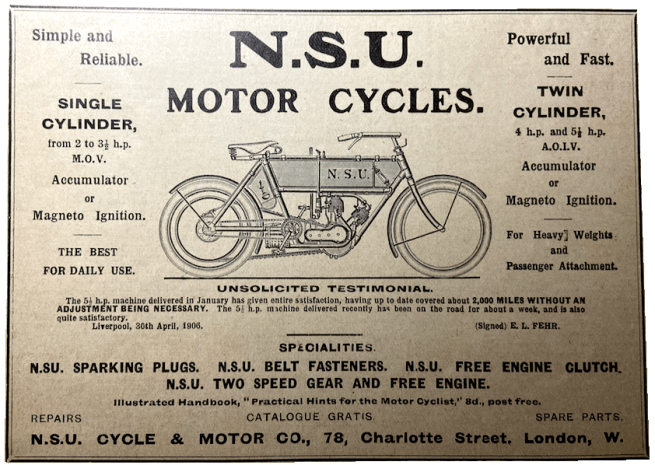 N.S.U.
MOTOR CYCLES.
Simple and
Reliable.
SINGLE
CYLINDER,
from 2 to 3½ h.p.
M.O.V.
Accumulator
or
Magneto Ignition.
THE BEST
FOR DAILY USE.
N.S.U.
Powerful
and Fast.
TWIN
CYLINDER,
4 h.p. and 5½ h.p.
A.O.I.V.
Accumulator
or
Magneto Ignition.
For Heavy Weights
and
Passenger Attachment.
UNSOLICITED TESTIMONIAL.
The 5½ h.p. machine delivered in January has given entire satisfaction, having up to date covered about 2,000 MILES WITHOUT AN
ADJUSTMENT BEING NECESSARY. The 5½ h.p. machine delivered recently has been on the road for about a week, and is also
quite satisfactory.
Liverpool, 30th April, 1906. (Signed) E. L. FEHR.
SPECIALITIES.
N.SU. SPARKING PLUGS. N.S.U. BELT FASTENERS. N.S.U. FREE ENGINE CLUTCH.
N.S.U. TWO SPEED GEAR AND FREE ENGINE.
Illustrated Handbook, "Practical Hints for the Motor Cyclist," 8d., post free.
REPAIRS CATALOGUE GRATIS. SPARE PARTS.
N.S.U. CYCLE & MOTOR CO., 78, Charlotte Street, London, W.